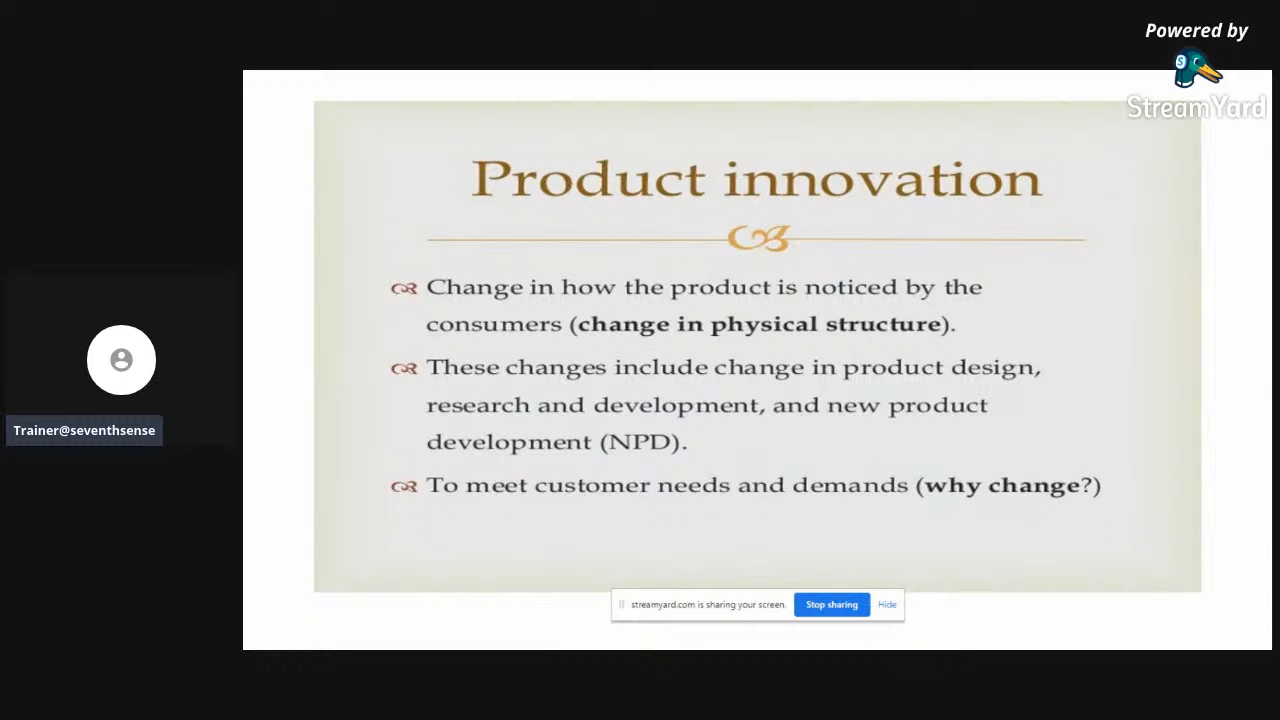 Powered by
StreamYard
Product innovation
Change in how the product is noticed by the
consumers (change in physical structure).
These changes include change in product design,
research and development, and new product
development (NPD).
To meet customer needs and demands (why change?)
Trainer@seventhsense
streamyard.com is sharing your screen. Stop sharing Hide